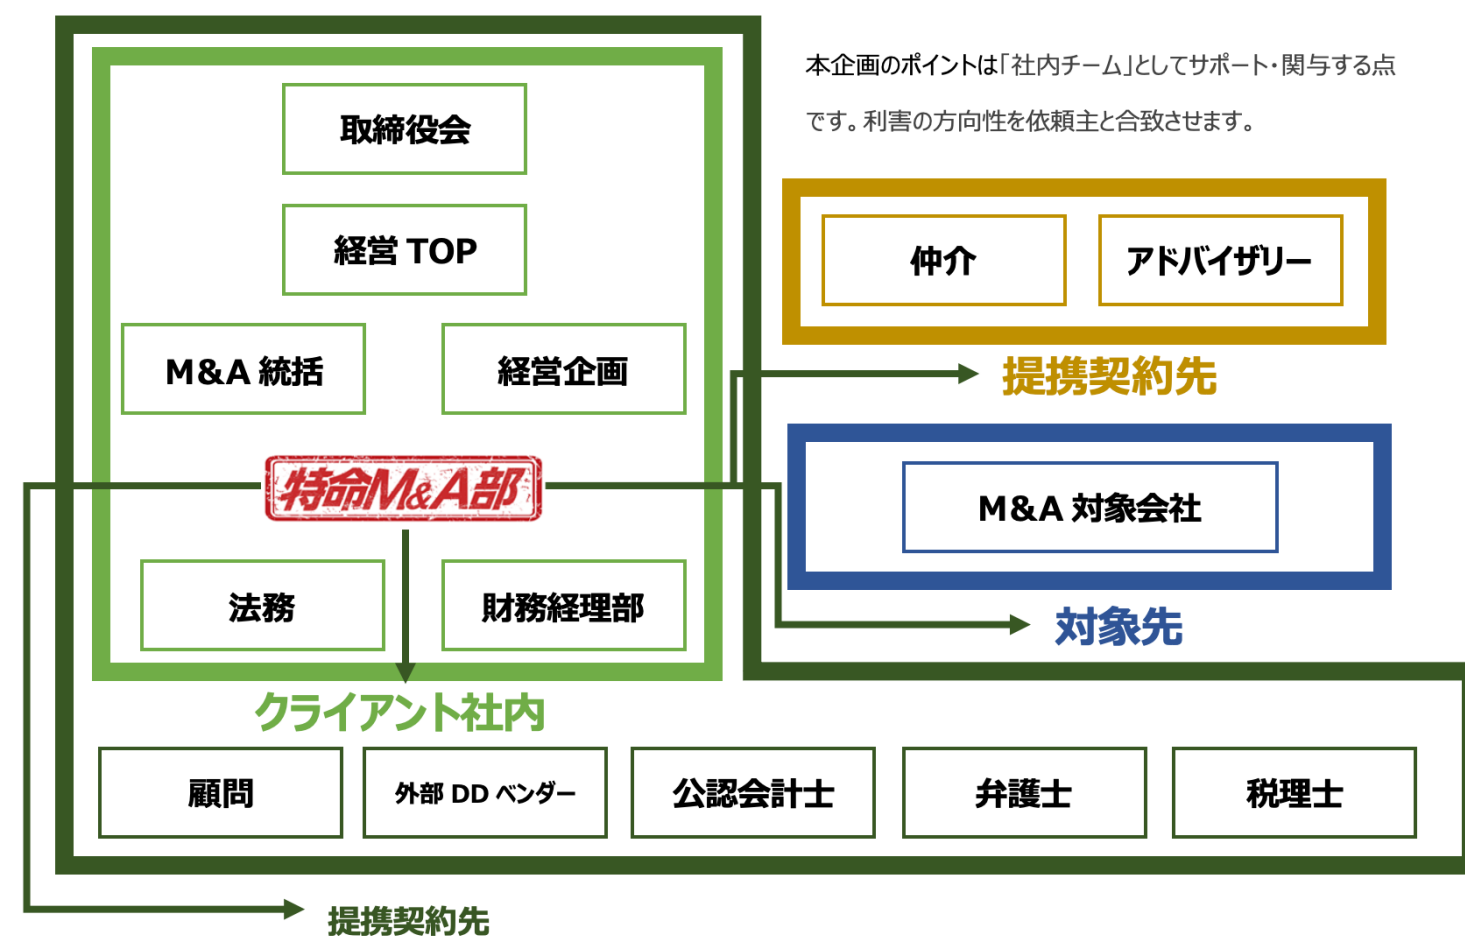 本企画のポイントは「社内チーム」としてサポート・関与する点
です。利害の方向性を依頼主と合致させます。
取締役会
経営 TOP
M&A 統括
経営企画
特命M&A部
法務
財務経理部
クライアント社内
仲介
アドバイザリー
提携契約先
M&A 対象会社
対象先
顧問
外部 DD ベンダー
公認会計士
弁護士
税理士
提携契約先